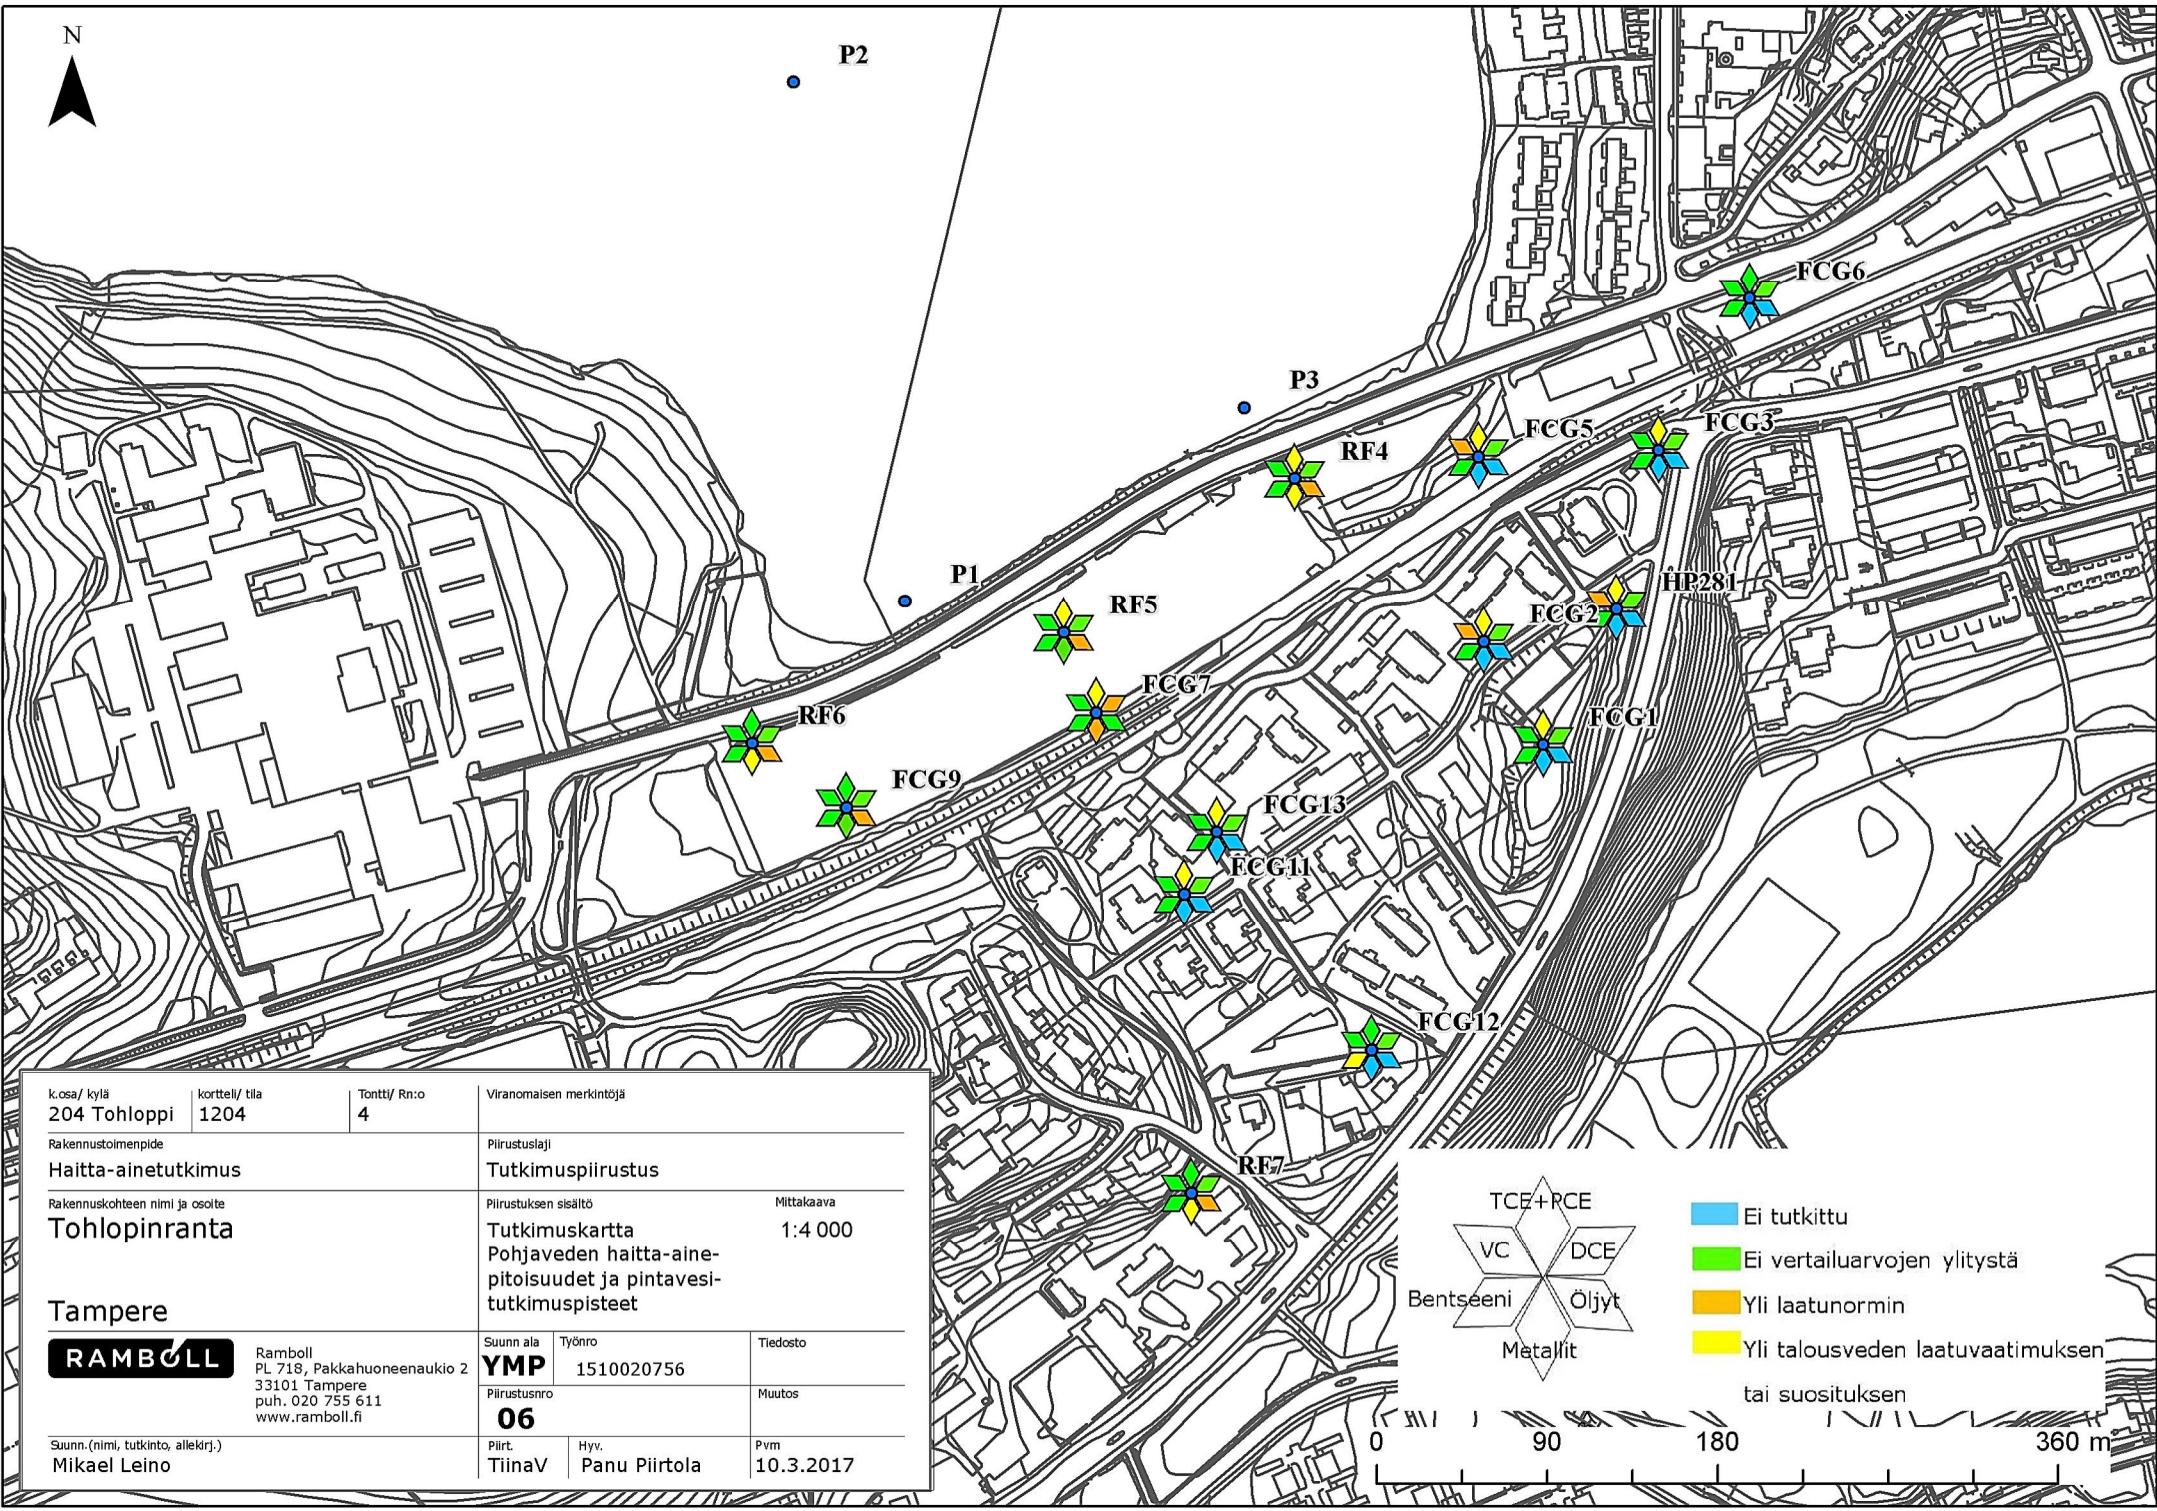 N
P2
FCG6
P3
FCG3
FCG5
RF4
P1
HP281
RF5
FCG2
FCG7
RF6
FCG1
FCG9
FCG13
FCG11
FCG12
RF7
k.osa/ kylä
kortteli/ tila
Tontti/ Rn:o
Viranomaisen merkintöjä
204 Tohloppi
1204
4
Rakennustoimenpide
Piirustuslaji
Haitta-ainetutkimus
Tutkimuspiirustus
Rakennuskohteen nimi ja osoite
Piirustuksen sisältö
Mittakaava
Tohlopinranta
Tutkimuskartta
1:4 000
Pohjaveden haitta-aine-
pitoisuudet ja pintavesi-
tutkimuspisteet
Tampere
RAMBOLL
Ramboll
PL 718, Pakkahuoneenaukio 2
33101 Tampere
puh. 020 755 611
www.ramboll.fi
Suunn ala
Työnro
Tiedosto
YMP
1510020756
Piirustusnro
Muutos
06
Suunn.(nimi, tutkinto, allekirj.)
Piirt.
Hyv.
Pvm
Mikael Leino
TiinaV
Panu Piirtola
10.3.2017
TCE+PCE
VC
DCE
Bentseeni
Öljyt
Metallit
Ei tutkittu
Ei vertailuarvojen ylitystä
Yli laatunormin
Yli talousveden laatuvaatimuksen
tai suosituksen
0
90
180
360 m